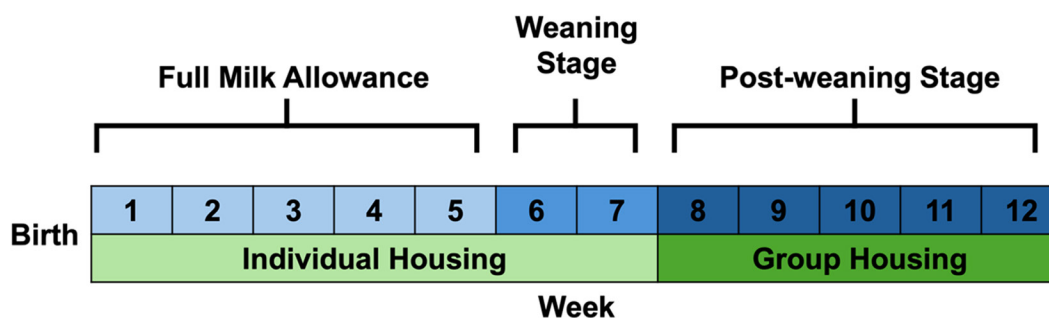 Weaning
Stage
Full Milk Allowance
Post-weaning Stage
1 2 3 4 5 6 7 8 9 10 11 12
Birth
Individual Housing Group Housing
Week